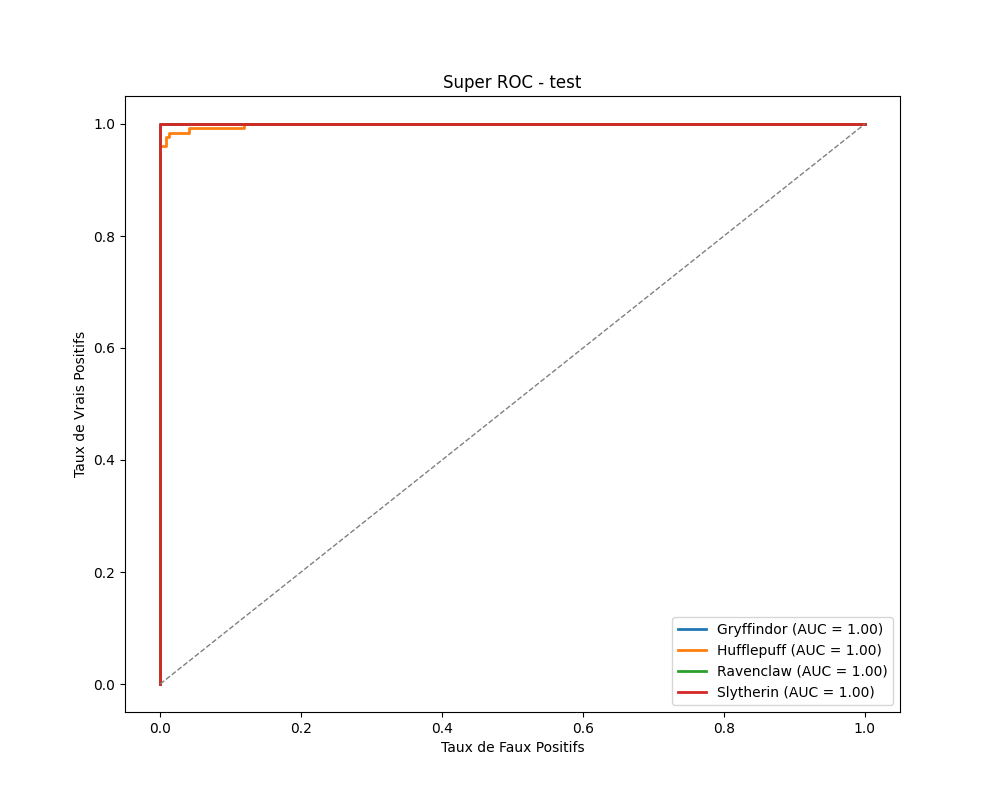 Super ROC - test
1.0
0.8
0.6
0.4
0.2
0.0
Taux de Vrais Positifs
Gryffindor (AUC = 1.00)
Hufflepuff (AUC = 1.00)
Ravenclaw (AUC = 1.00)
Slytherin (AUC = 1.00)
0.0 0.2 0.4 0.6 0.8 1.0
Taux de Faux Positifs